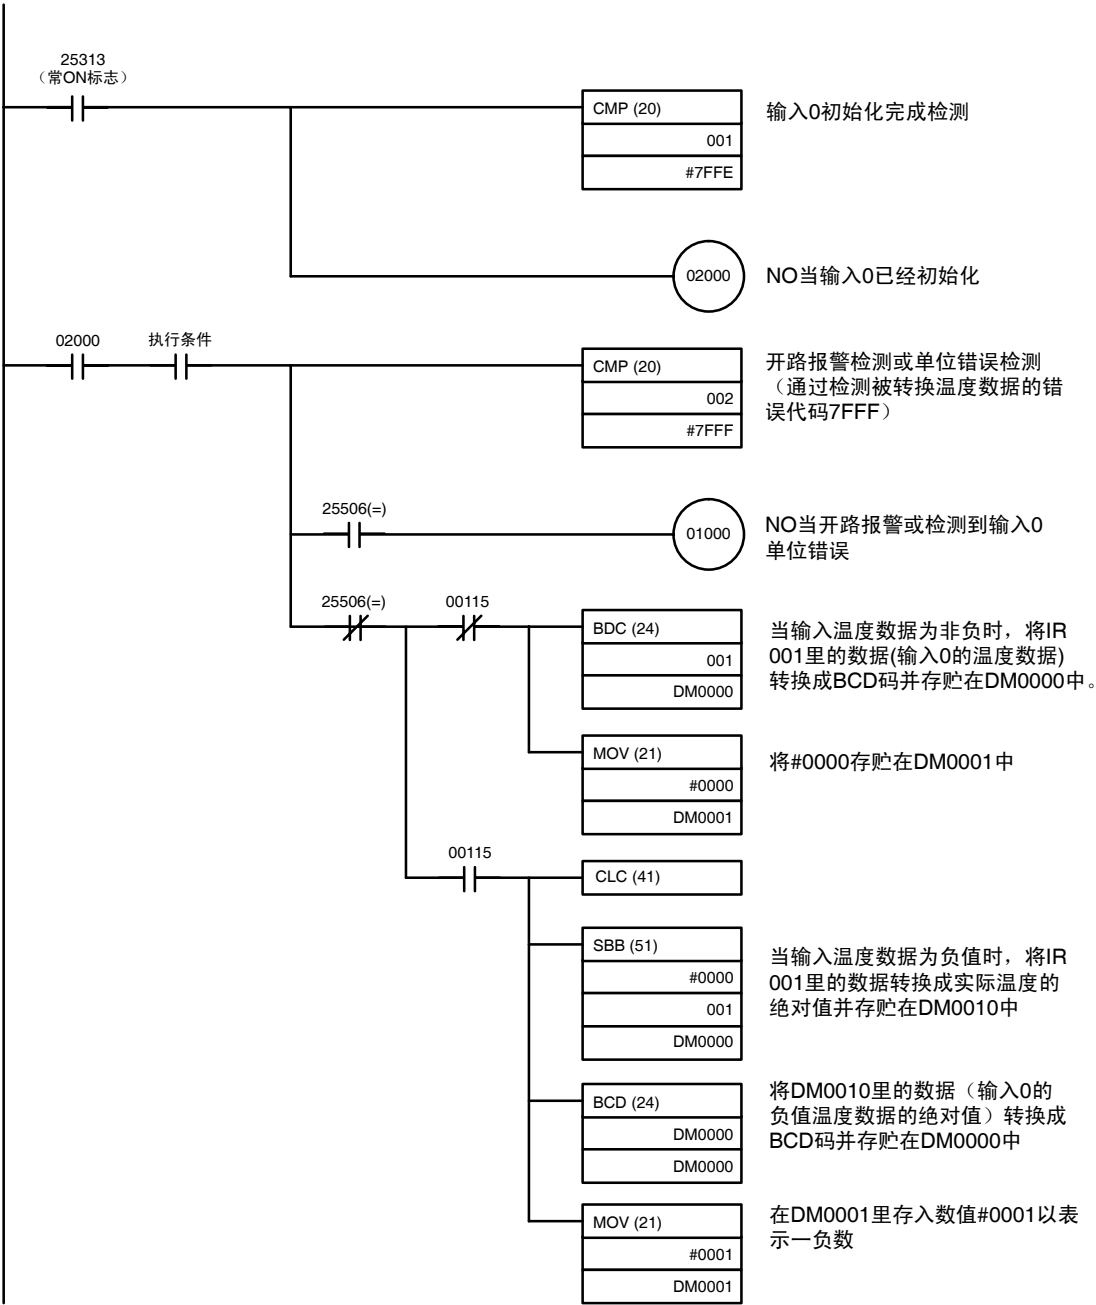 25313
（常ON标志）
CMP (20)
001
#7FFE
输入0初始化完成检测
02000
NO当输入0已经初始化
02000
执行条件
CMP (20)
002
#7FFF
开路报警检测或单位错误检测
（通过检测被转换温度数据的错
误代码7FFF）
25506(=)
01000
NO当开路报警或检测到输入0
单位错误
25506(=)
00115
BDC (24)
001
DM0000
当输入温度数据为非负时，将IR
001里的数据(输入0的温度数据)
转换成BCD码并存贮在DM0000中。
MOV (21)
#0000
DM0001
将#0000存贮在DM0001中
00115
CLC (41)
SBB (51)
#0000
001
DM0000
当输入温度数据为负值时，将IR
001里的数据转换成实际温度的
绝对值并存贮在DM0010中
BCD (24)
DM0000
DM0000
将DM0010里的数据（输入0的
负值温度数据的绝对值）转换成
BCD码并存贮在DM0000中
MOV (21)
#0001
DM0001
在DM0001里存入数值#0001以表
示一负数